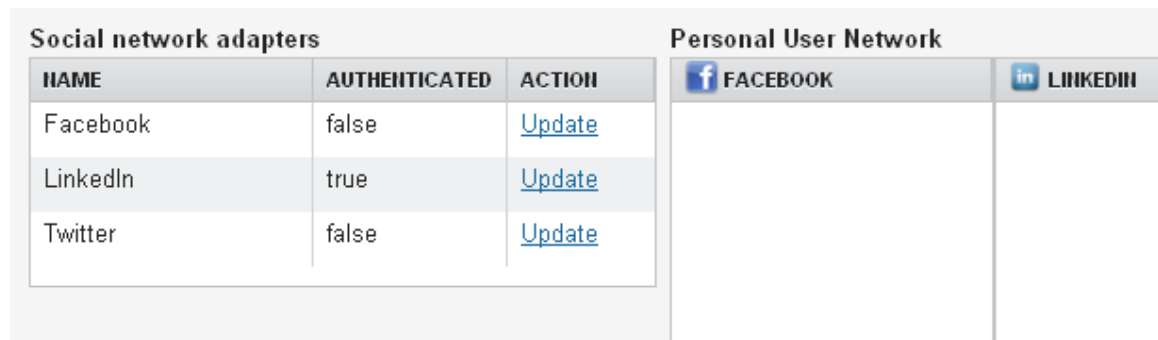 Social network adapters
NAME AUTHENTICATED ACTION
Facebook false Update
LinkedIn true Update
Twitter false Update
Personal User Network
f FACEBOOK in LINKEDIN